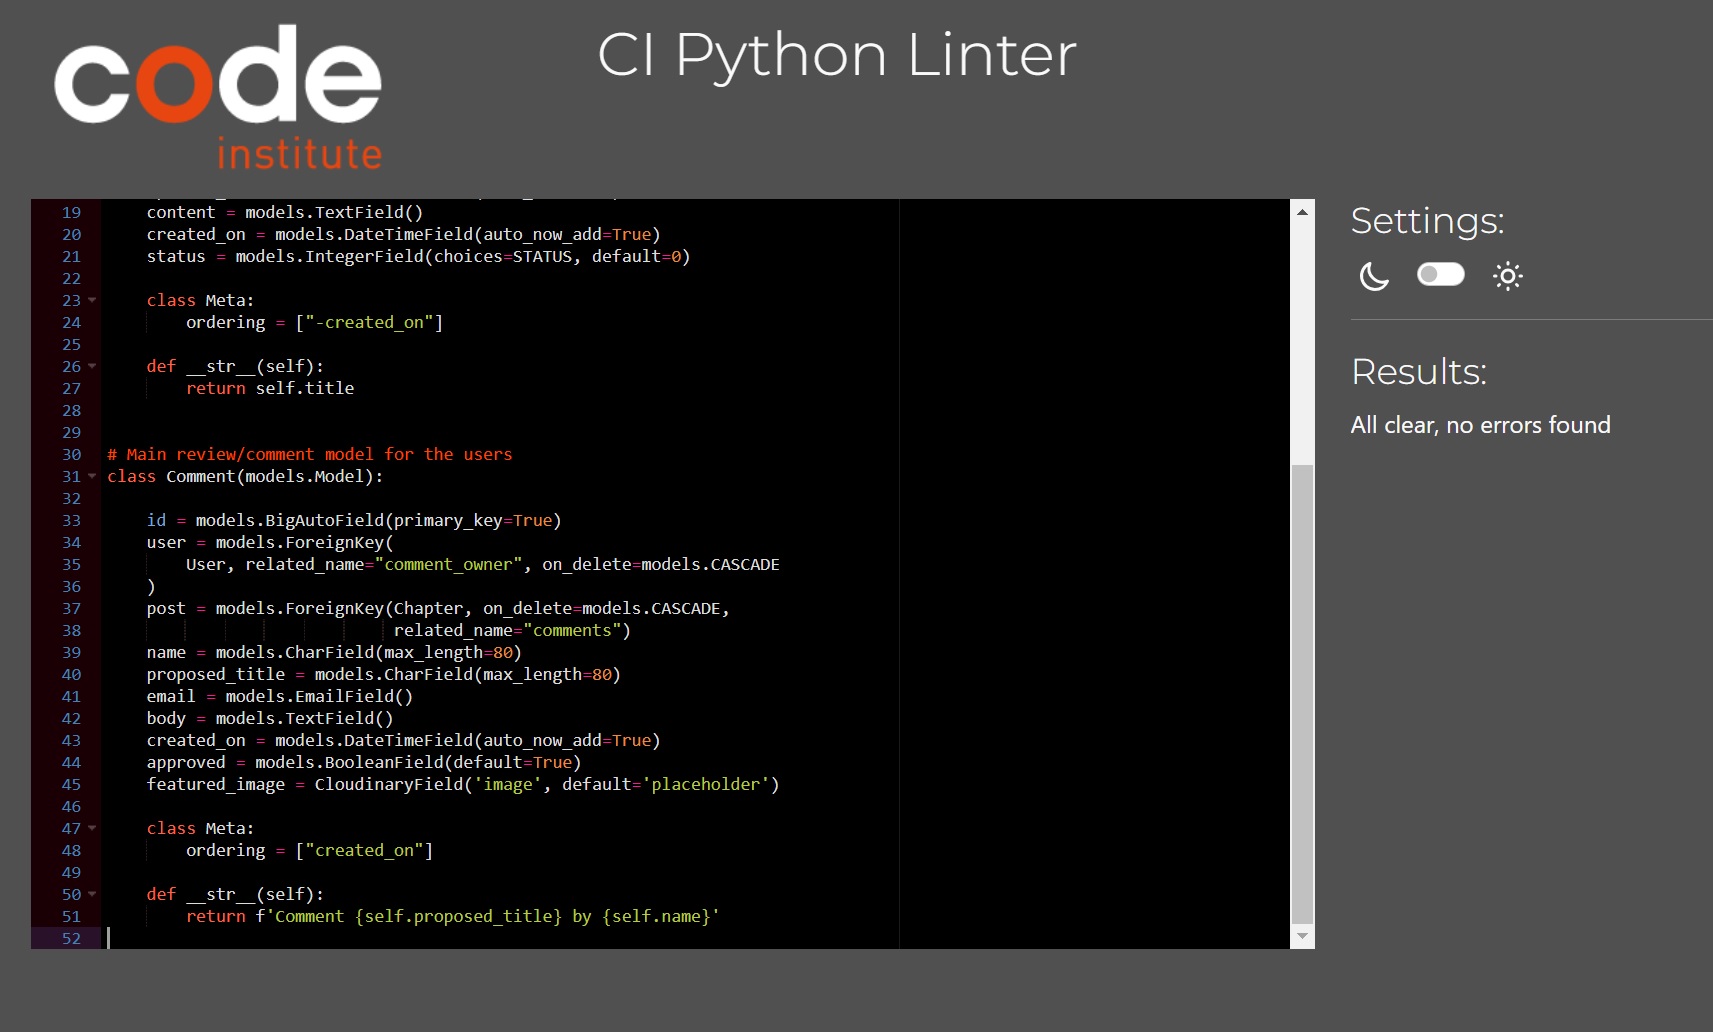 code
institute
CI Python Linter
19 content = models.TextField()
20 created_on = models.DateTimeField(auto_now_add=True)
21 status = models.IntegerField(choices=STATUS, default=0)
22
23 class Meta:
24 ordering = ["-created_on"]
25
26 def __str__(self):
27 return self.title
28
29
30 # Main review/comment model for the users
31 class Comment(models.Model):
32
33 id = models.BigAutoField(primary_key=True)
34 user = models.ForeignKey(
35 User, related_name="comment_owner", on_delete=models.CASCADE
36 )
37 post = models.ForeignKey(Chapter, on_delete=models.CASCADE,
38 related_name="comments")
39 name = models.CharField(max_length=80)
40 proposed_title = models.CharField(max_length=80)
41 email = models.EmailField()
42 body = models.TextField()
43 created_on = models.DateTimeField(auto_now_add=True)
44 approved = models.BooleanField(default=True)
45 featured_image = CloudinaryField('image', default='placeholder')
46
47 class Meta:
48 ordering = ["created_on"]
49
50 def __str__(self):
51 return f'Comment {self.proposed_title} by {self.name}'
52
Settings:
Results:
All clear, no errors found